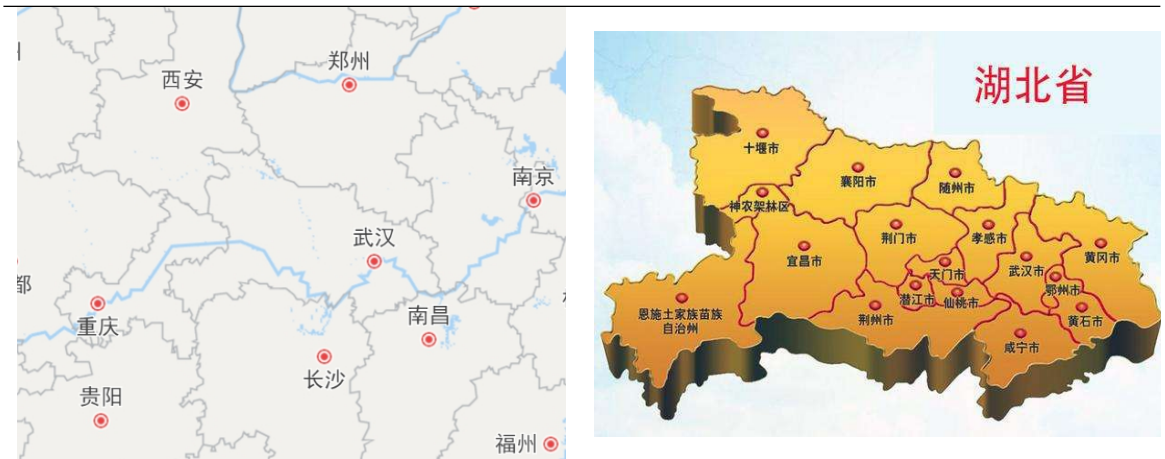 郑州
西安
南京
武汉
都
重庆
南昌
长沙
贵阳
福州
湖北省
十堰市
襄阳市
随州市
神农架林区
荆门市
孝感市
黄冈市
宜昌市
武汉市
天门市
鄂州市
潜江市
仙桃市
恩施土家族苗族
自治州
荆州市
黄石市
咸宁市